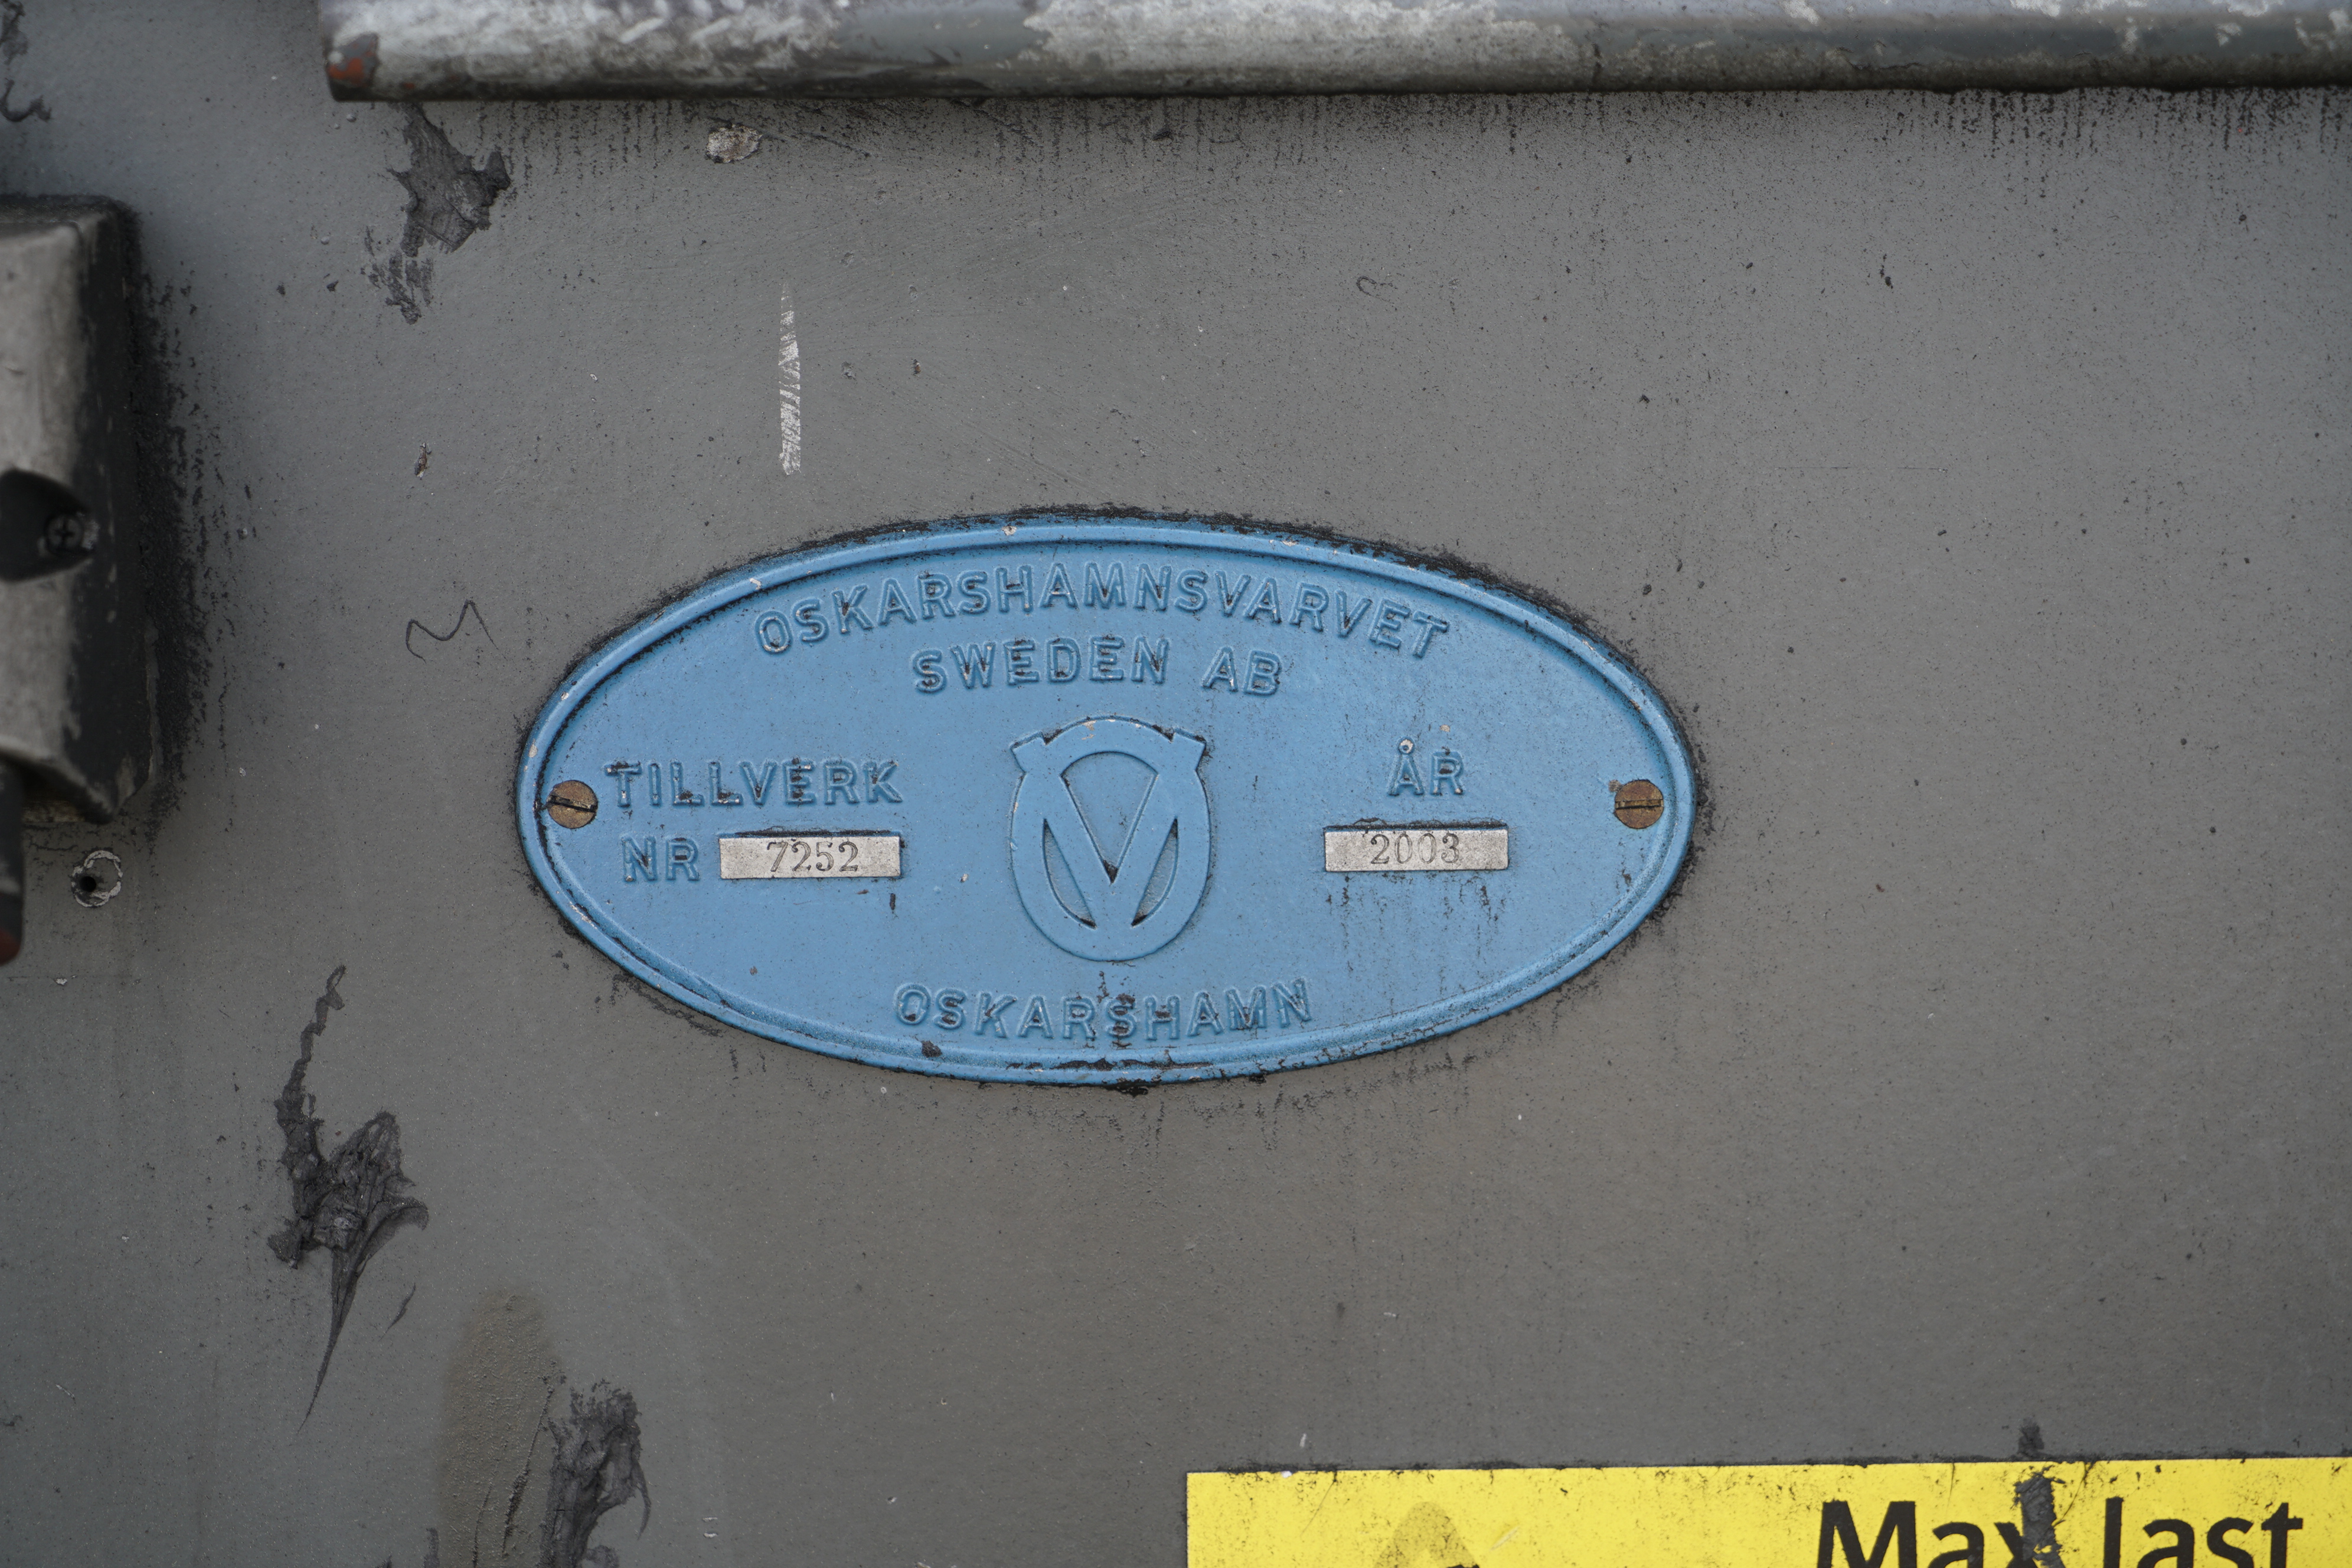 OSKARSHAMNSVARVET
SWEDEN AB
TILLVERK
NR 7252
ÅR
2003
OSKARSHAMN
Max last